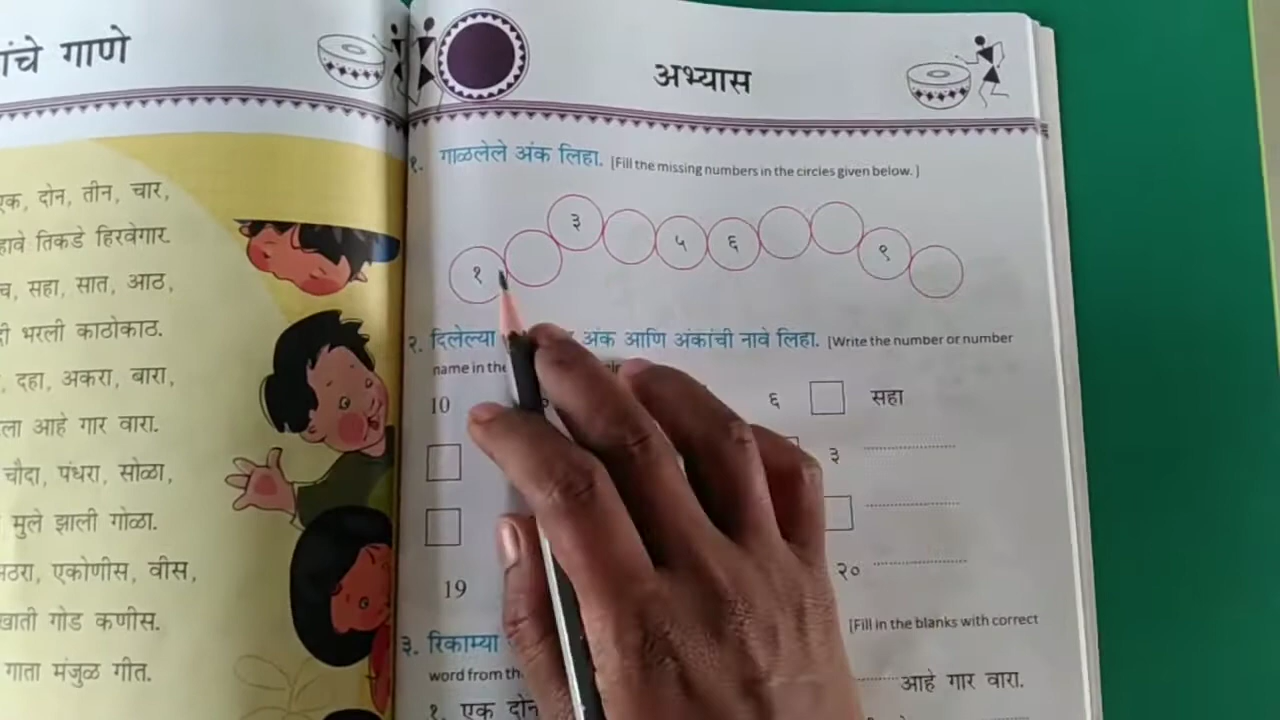 गाणे
एक, दोन, तीन, चार,
तिकडे हिरवेगार.
सहा, सात, आठ,
भरली काठोकाठ.
दहा, अकरा, बारा,
आहे गार वारा.
चौदा, पंधरा, सोळा,
मुले झाली गोळा.
एकोणीस, वीस,
खाती गोड कणीस.
गाता मंजुळ गीत.
अभ्यास
१. गाळलेले अंक लिहा. [Fill the missing numbers in the circles given below. ]
१ ३ ५ ६ ९
२. दिलेल्या अंक आणि अंकांची नावे लिहा. [Write the number or number
name in the
10 ६ सहा
३
२०
19
३. रिकाम्या [Fill in the blanks with correct
word from
१. एक दोन आहे गार वारा.